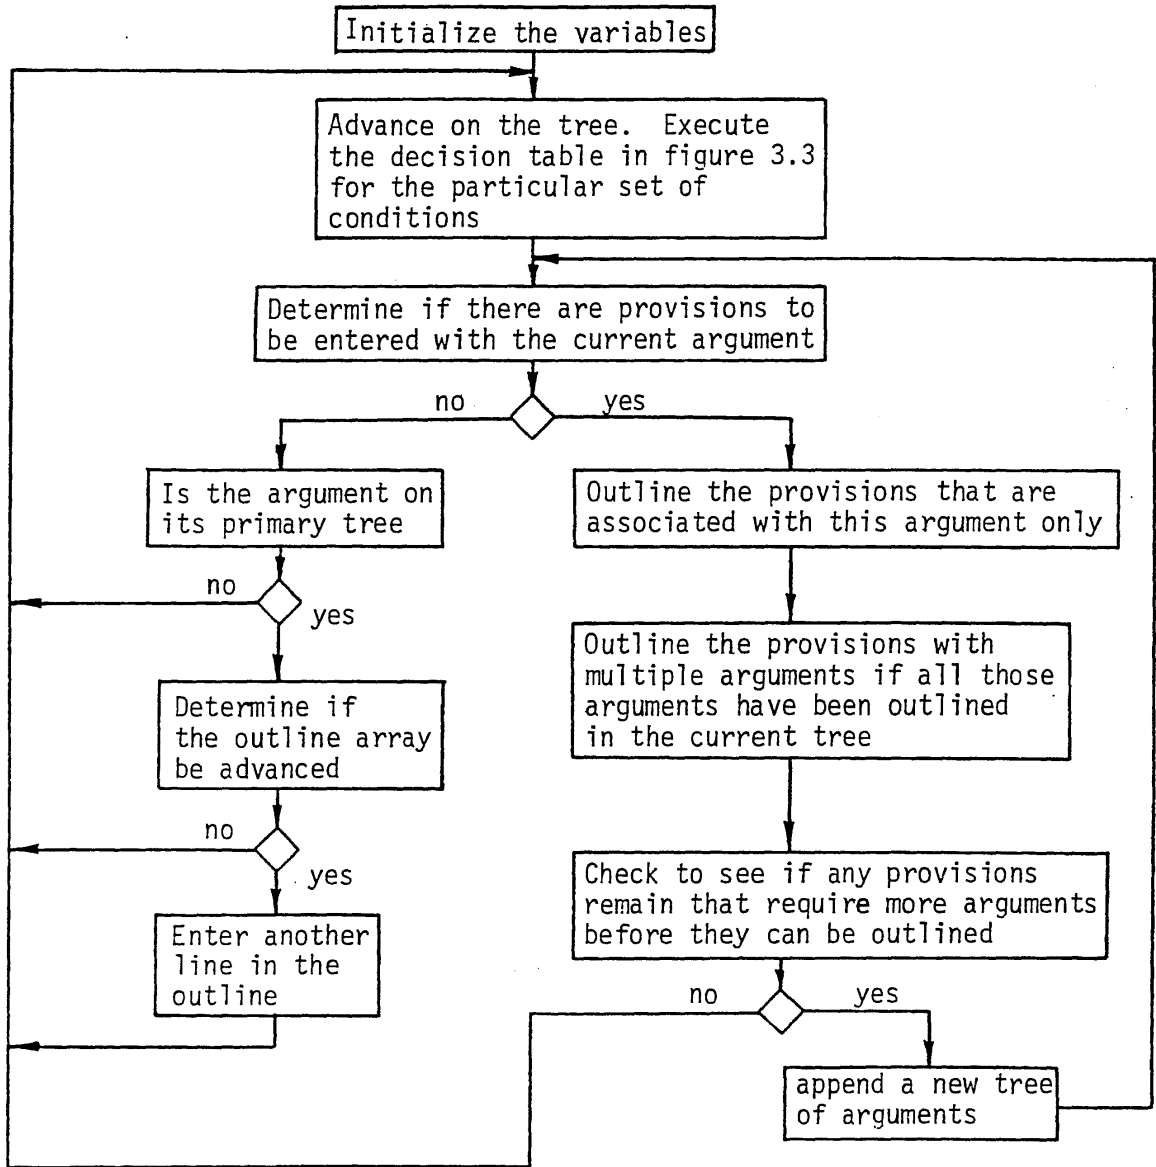 Initialize the variables
Advance on the tree. Execute
the decision table in figure 3.3
for the particular set of
conditions
Determine if there are provisions to
be entered with the current argument
no
yes
Is the argument on
its primary tree
no
yes
Determine if
the outline array
be advanced
no
yes
Enter another
line in the
outline
Outline the provisions that are
associated with this argument only
Outline the provisions with
multiple arguments if all those
arguments have been outlined
in the current tree
Check to see if any provisions
remain that require more arguments
before they can be outlined
no
yes
append a new tree
of arguments